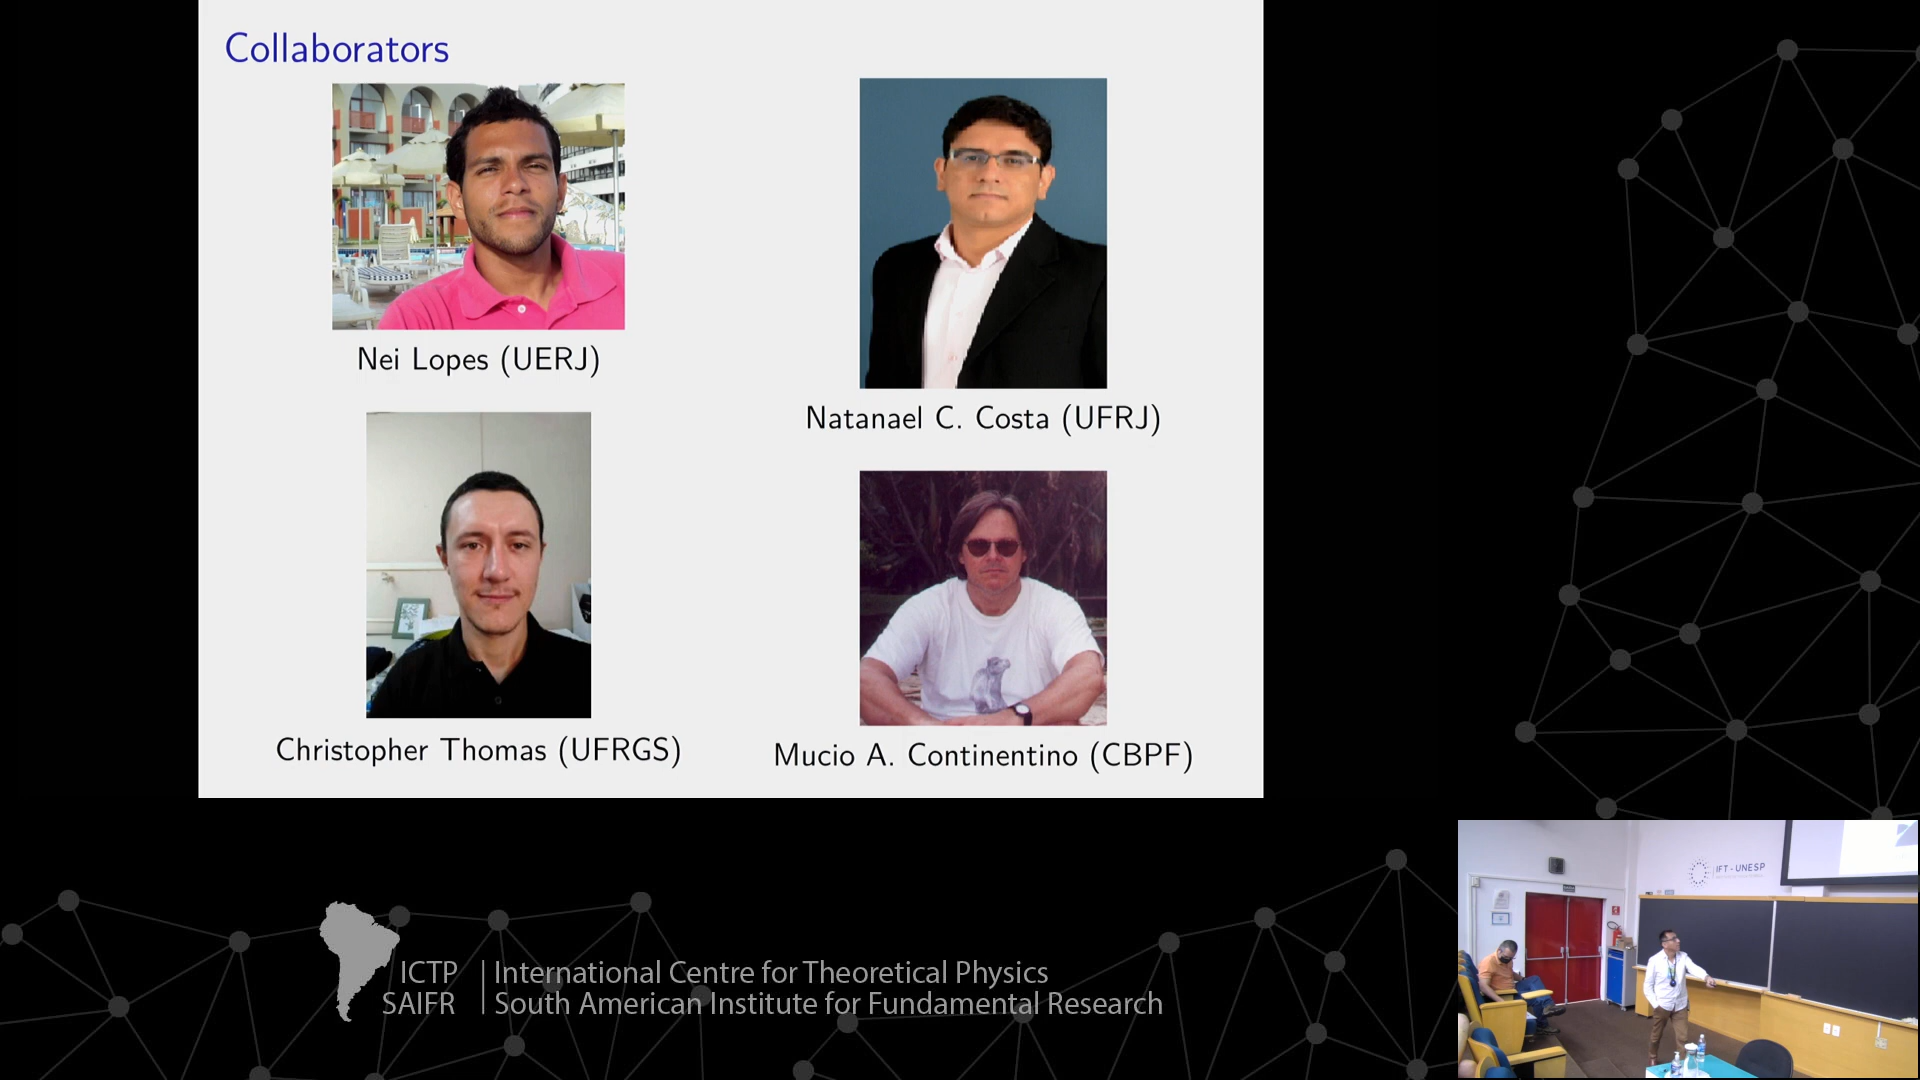 Collaborators
Nei Lopes (UERJ)
Natanael C. Costa (UFRJ)
Christopher Thomas (UFRGS)
Mucio A. Continentino (CBPF)
ICTP
SAIFR
International Centre for Theoretical Physics
South American Institute for Fundamental Research
IFT - UNESP